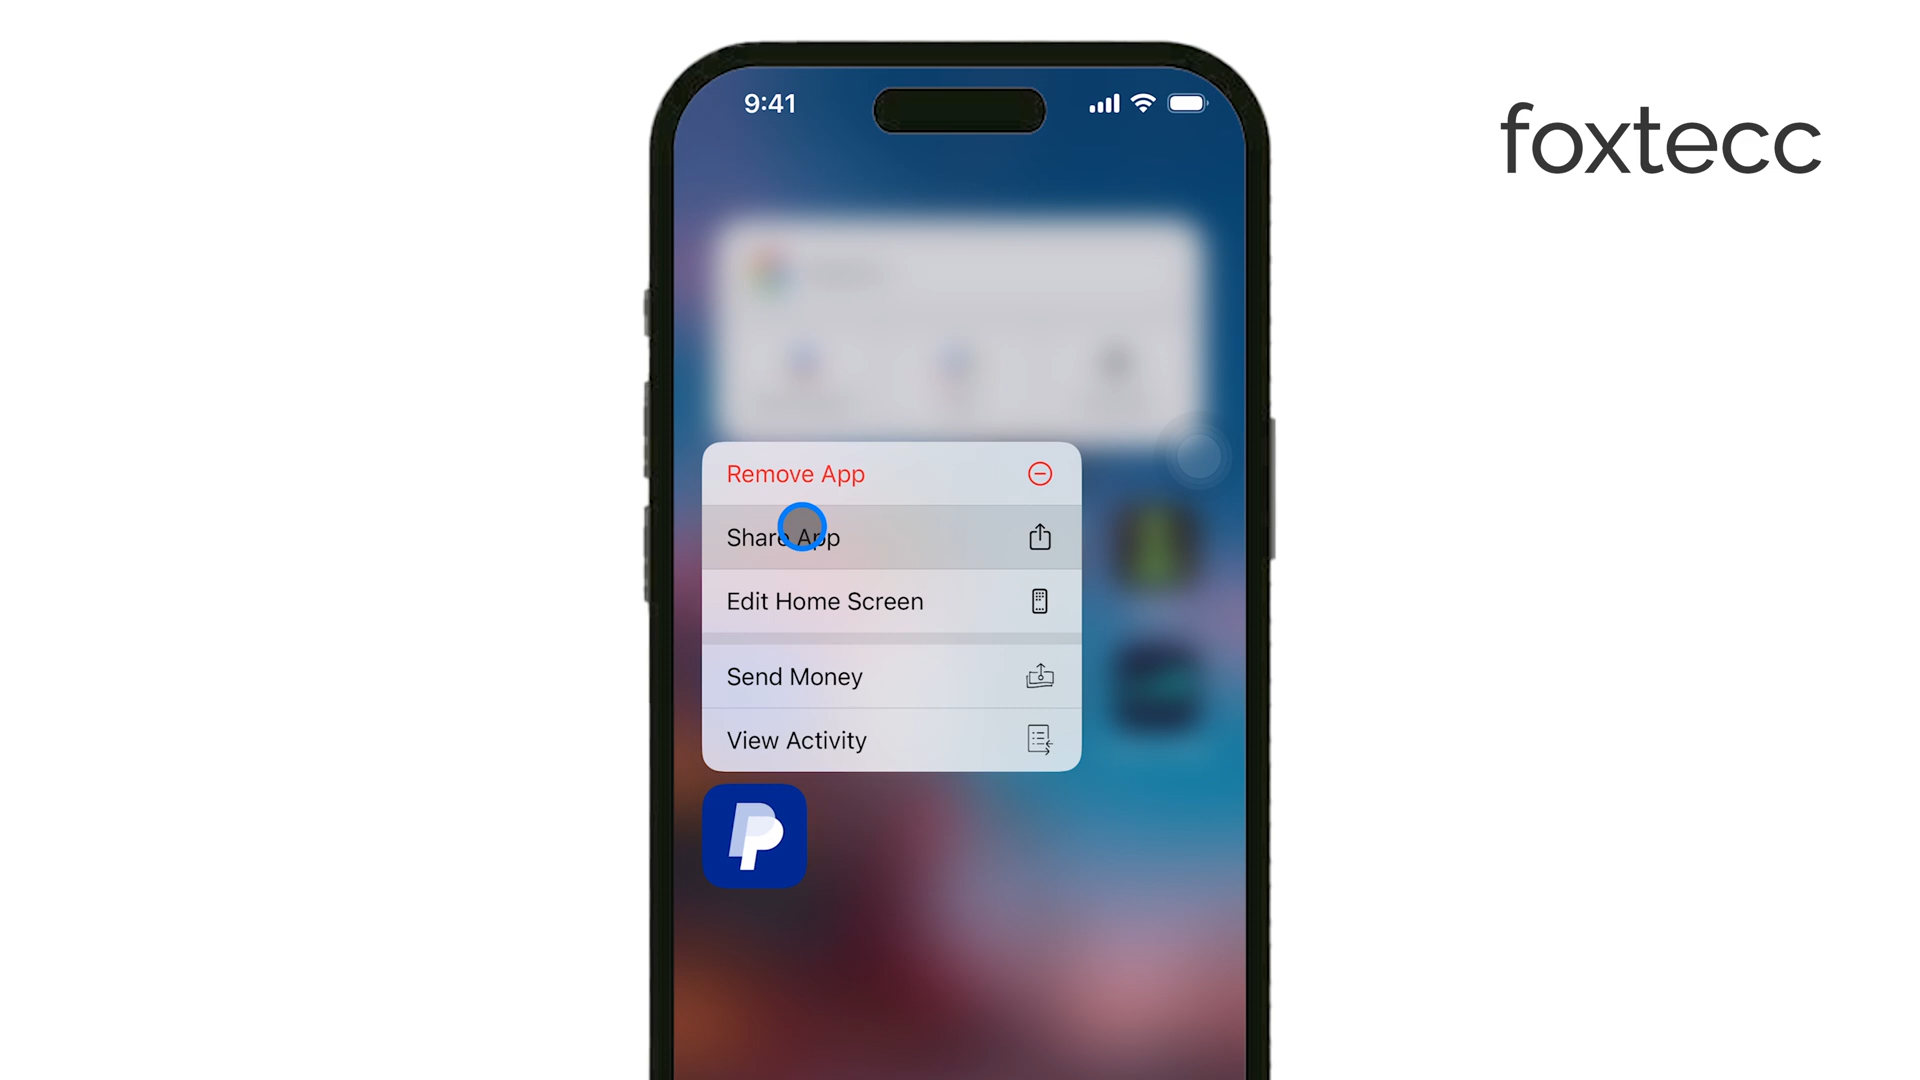 9:41
foxtecc
Remove App
Share App
Edit Home Screen
Send Money
View Activity